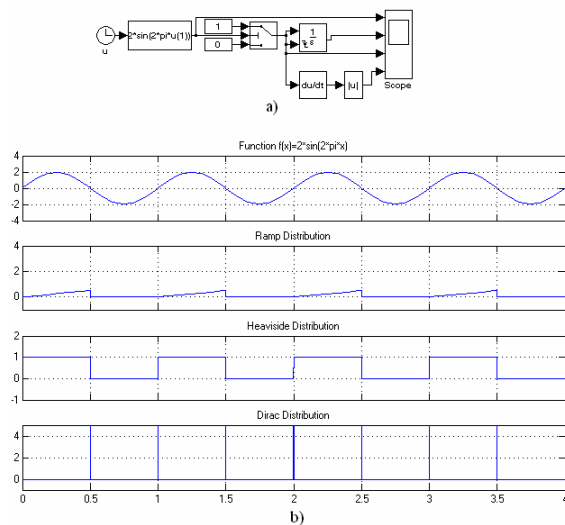 1
2*sin(2*pi*u(1))
0
1
s
u
du/dt
|u|
Scope
a)
Function f(x)=2*sin(2*pi*x)
4
2
0
-2
-4
Ramp Distribution
4
2
0
Heaviside Distribution
2
1
0
-1
Dirac Distribution
4
2
0
0 0.5 1 1.5 2 2.5 3 3.5 4
b)